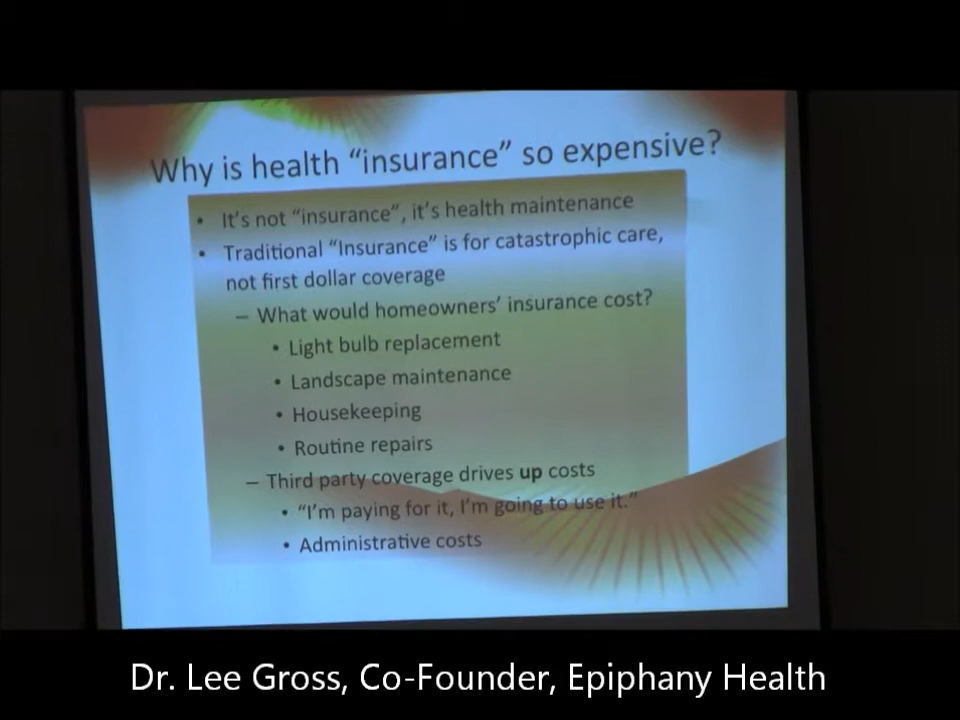 Why is health “insurance” so expensive?
• It’s not “insurance”, it’s health maintenance
• Traditional “Insurance” is for catastrophic care,
not first dollar coverage
– What would homeowners’ insurance cost?
• Light bulb replacement
• Landscape maintenance
• Housekeeping
• Routine repairs
– Third party coverage drives up costs
• “I’m paying for it, I’m going to use it.”
• Administrative costs
Dr. Lee Gross, Co-Founder, Epiphany Health